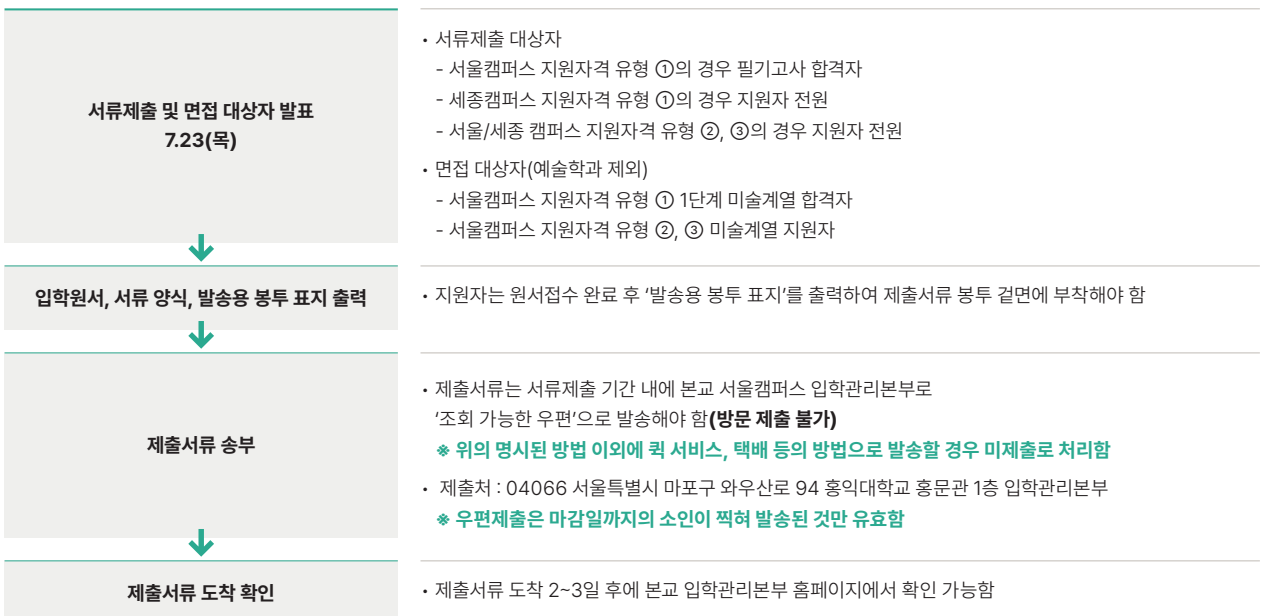 서류제출 및 면접 대상자 발표
7.23(목)
• 서류제출 대상자
- 서울캠퍼스 지원자격 유형 ①의 경우 필기고사 합격자
- 세종캠퍼스 지원자격 유형 ①의 경우 지원자 전원
- 서울/세종 캠퍼스 지원자격 유형 ②, ③의 경우 지원자 전원
• 면접 대상자(예술학과 제외)
- 서울캠퍼스 지원자격 유형 ① 1단계 미술계열 합격자
- 서울캠퍼스 지원자격 유형 ②, ③ 미술계열 지원자
입학원서, 서류 양식, 발송용 봉투 표지 출력
• 지원자는 원서접수 완료 후 ‘발송용 봉투 표지’를 출력하여 제출서류 봉투 겉면에 부착해야 함
제출서류 송부
• 제출서류는 서류제출 기간 내에 본교 서울캠퍼스 입학관리본부로
‘조회 가능한 우편’으로 발송해야 함(방문 제출 불가)
※ 위의 명시된 방법 이외에 퀵 서비스, 택배 등의 방법으로 발송할 경우 미제출로 처리함
• 제출처 : 04066 서울특별시 마포구 와우산로 94 홍익대학교 홍문관 1층 입학관리본부
※ 우편제출은 마감일까지의 소인이 찍혀 발송된 것만 유효함
제출서류 도착 확인
• 제출서류 도착 2~3일 후에 본교 입학관리본부 홈페이지에서 확인 가능함